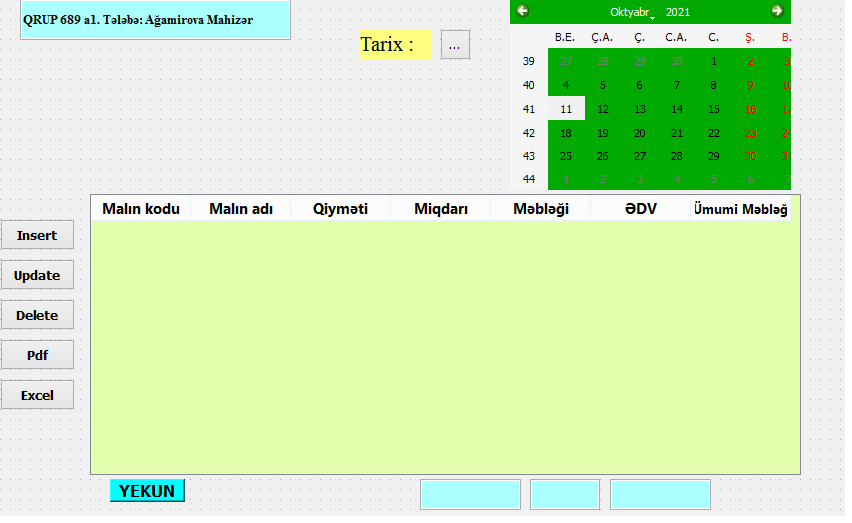 QRUP 689 a1. Tələbə: Ağamirova Mahizər
Tarix :
...
Oktyabr 2021
B.E. Ç.A. Ç. C.A. C. Ş. B.
39 27 28 29 30 1 2 3
40 4 5 6 7 8 9 10
41 11 12 13 14 15 16 17
42 18 19 20 21 22 23 24
43 25 26 27 28 29 30 31
44 1 2 3 4 5 6 7
Malın kodu Malın adı Qiyməti Miqdarı Məbləği ƏDV Ümumi Məbləğ
Insert
Update
Delete
Pdf
Excel
YEKUN